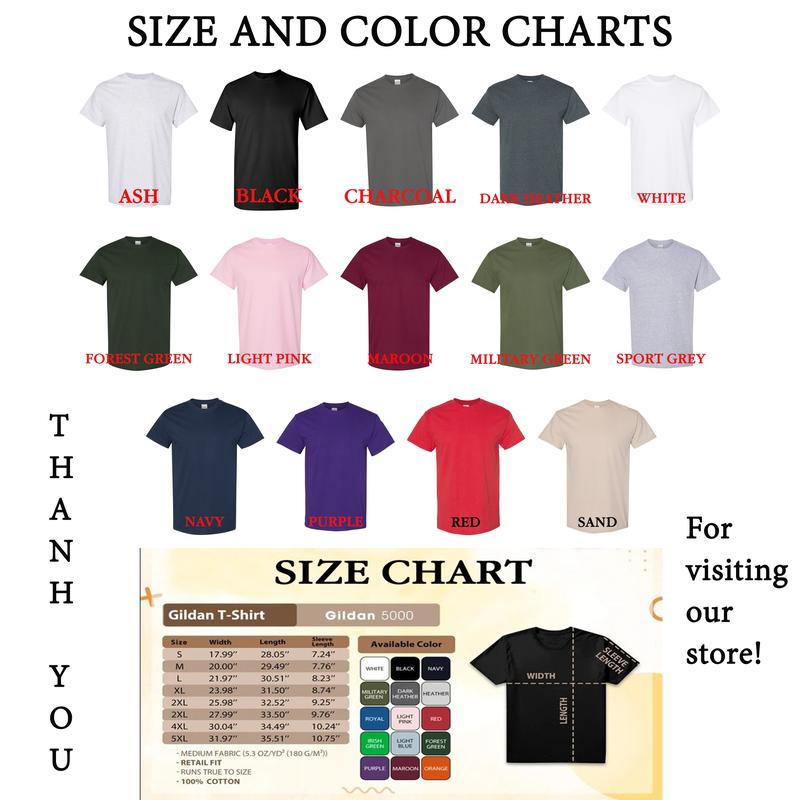 SIZE AND COLOR CHARTS
ASH
BLACK
CHARCOAL
DARK HEATHER
WHITE
FOREST GREEN
LIGHT PINK
MAROON
MILITARY GREEN
SPORT GREY
NAVY
PURPLE
RED
SAND
THANH YOU
For
visiting
our
store!
SIZE CHART
Gildan T-Shirt
Gildan 5000
Size Width Length Sleeve Length
S 17.99" 28.05" 7.24"
M 20.00" 29.49" 7.76"
L 21.97" 30.51" 8.23"
XL 23.98" 31.50" 8.74"
2XL 25.98" 32.52" 9.25"
2XL 27.99" 33.50" 9.76"
4XL 30.04" 34.49" 10.24"
5XL 31.97" 35.51" 10.75"
- MEDIUM FABRIC (5.3 OZ/YD² (180 G/M²))
- RETAIL FIT
- RUNS TRUE TO SIZE
- 100% COTTON
Available Color
WHITE BLACK NAVY
MILITARY GREEN DARK HEATHER HEATHER
ROYAL LIGHT PINK RED
IRISH GREEN LIGHT BLUE FOREST GREEN
PURPLE MAROON ORANGE
WIDTH
LENGTH
SLEEVE LENGTH